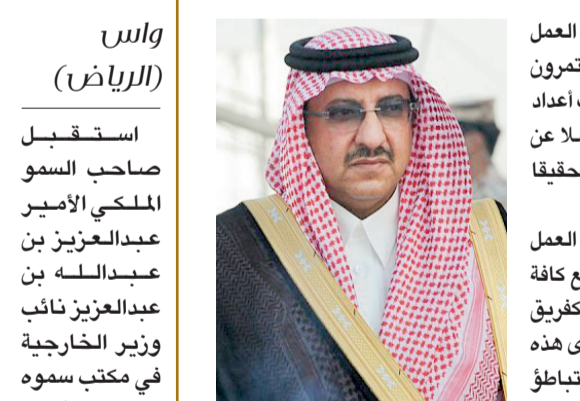 العمل
تمرون
أعداد
لا عن
حقيقا
العمل
ع كافة
كفريق
ى هذه
تباطؤ
واس
(الرياض)
استقبل
صاحب السمو
الملكي الأمير
عبدالعزيز بن
عبدالله بن
عبدالعزيز نائب
وزير الخارجية
في مكتب سموه